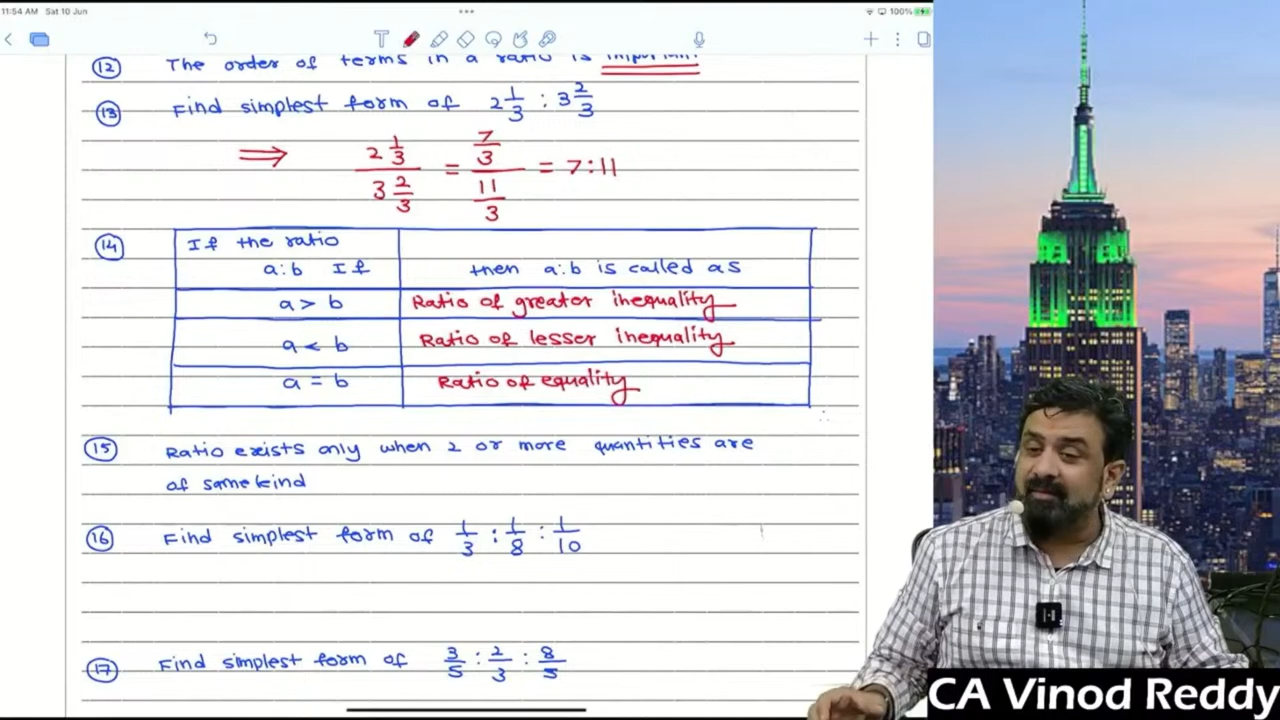 11:54 AM Sat 10 Jun
100%
12 The order of terms in a ratio is important
13 Find simplest form of 2 1/3 : 3 2/3
⇒ 2 1/3 / 3 2/3 = 7/3 / 11/3 = 7:11
14 If the ratio
a:b If then a:b is called as
a > b Ratio of greater inequality
a < b Ratio of lesser inequality
a = b Ratio of equality
15 Ratio exists only when 2 or more quantities are
of same kind
16 Find simplest form of 1/3 : 1/8 : 1/10
17 Find simplest form of 3/5 : 2/3 : 8/5
CA Vinod Reddy